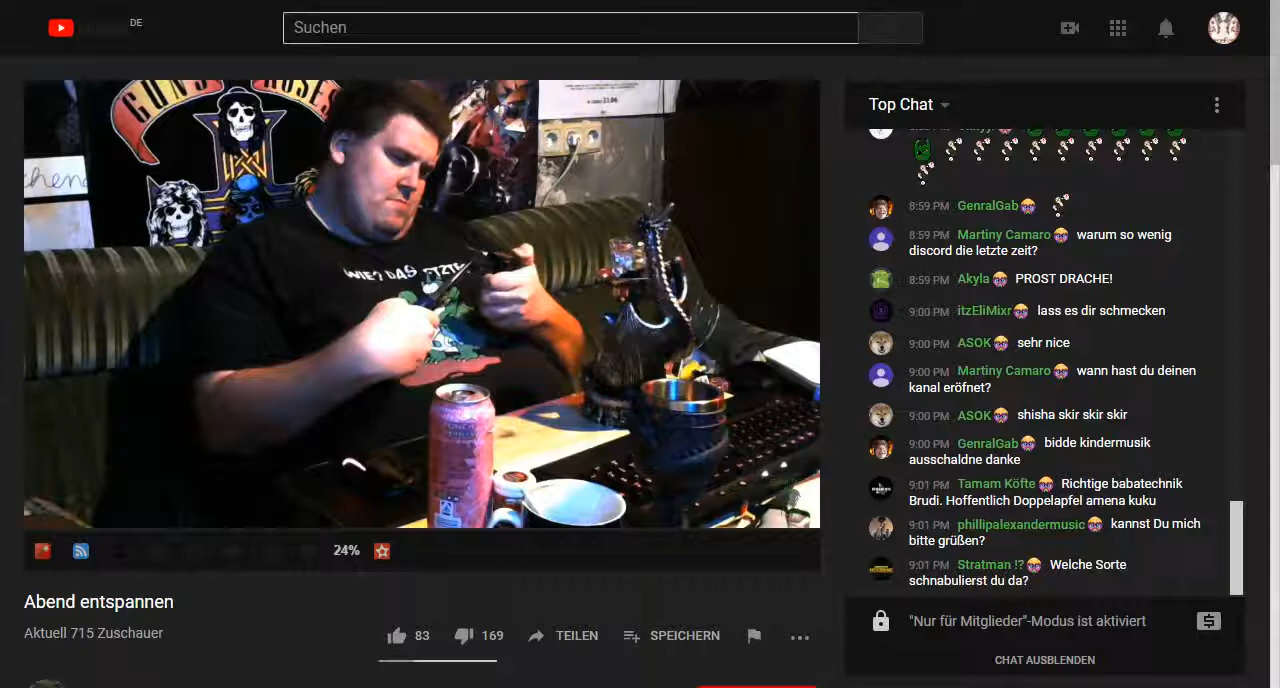 DE
Suchen
GUNS ROSES
chen
WIE? DAS ETZTE
Top Chat
8:59 PM GenralGab
8:59 PM Martiny Camaro warum so wenig
discord die letzte zeit?
8:59 PM Akyla PROST DRACHE!
9:00 PM itzEliMixr lass es dir schmecken
9:00 PM ASOK sehr nice
9:00 PM Martiny Camaro wann hast du deinen
kanal eröfnet?
9:00 PM ASOK shisha skir skir skir
9:00 PM GenralGab bidde kindermusik
ausschaldne danke
9:01 PM Tamam Köfte Richtige babatechnik
Brudi. Hoffentlich Doppelapfel amena kuku
9:01 PM phillipalexandermusic kannst Du mich
bitte grüßen?
9:01 PM Stratman !? Welche Sorte
schnabulierst du da?
"Nur für Mitglieder"-Modus ist aktiviert
CHAT AUSBLENDEN
24%
Abend entspannen
Aktuell 715 Zuschauer
83
169
TEILEN
SPEICHERN